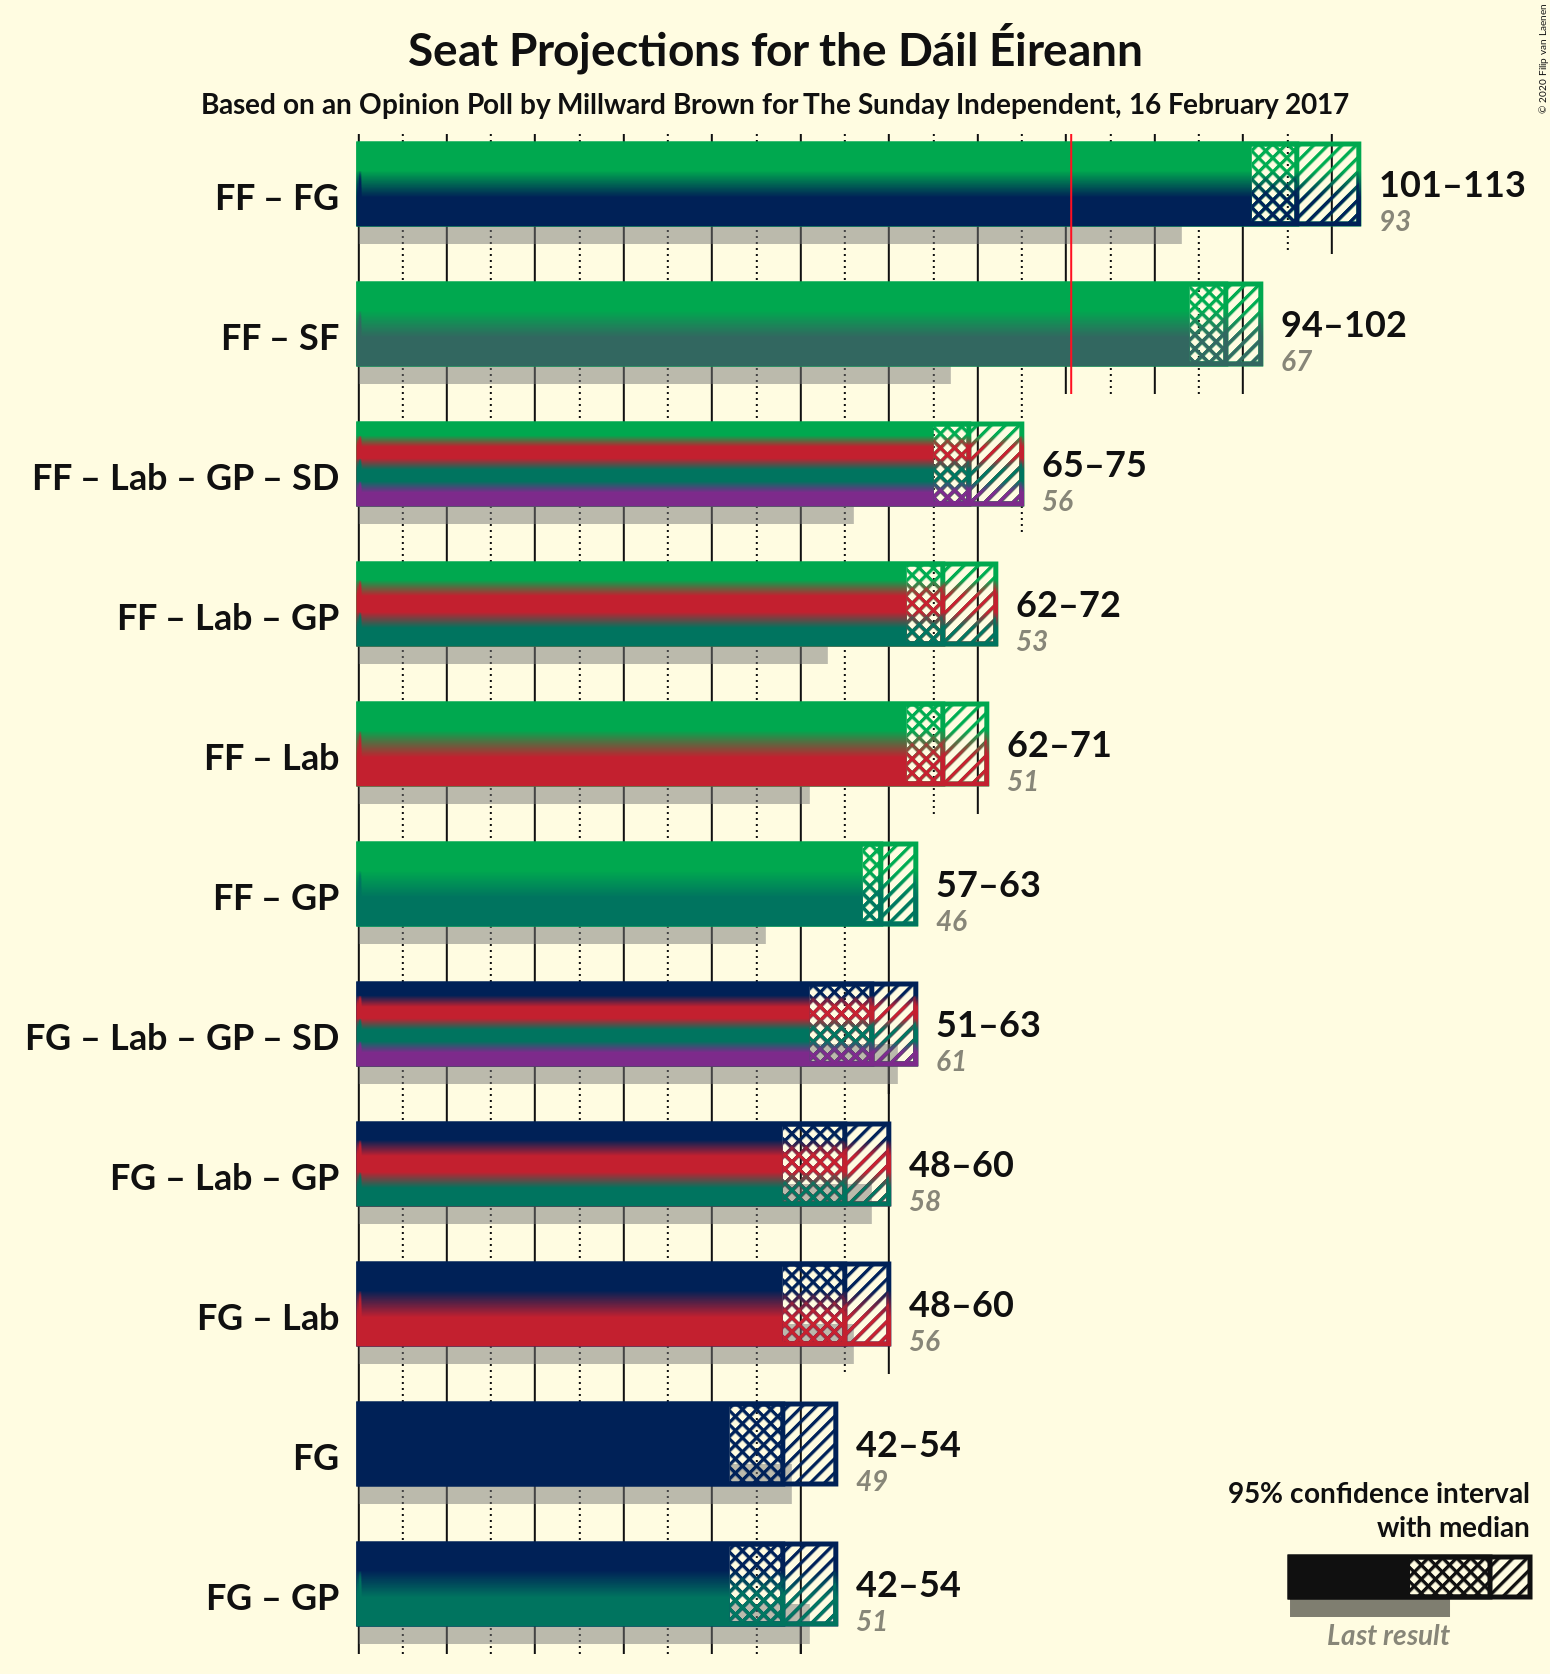 Seat Projections for the Dáil Éireann
Based on an Opinion Poll by Millward Brown for The Sunday Independent, 16 February 2017
© 2020 Filip van Laenen
FF – FG
101–113
93
FF – SF
94–102
67
FF – Lab – GP – SD
65–75
56
FF – Lab – GP
62–72
53
FF – Lab
62–71
51
FF – GP
57–63
46
FG – Lab – GP – SD
51–63
61
FG – Lab – GP
48–60
58
FG – Lab
48–60
56
FG
42–54
49
FG – GP
42–54
51
95% confidence interval
with median
Last result